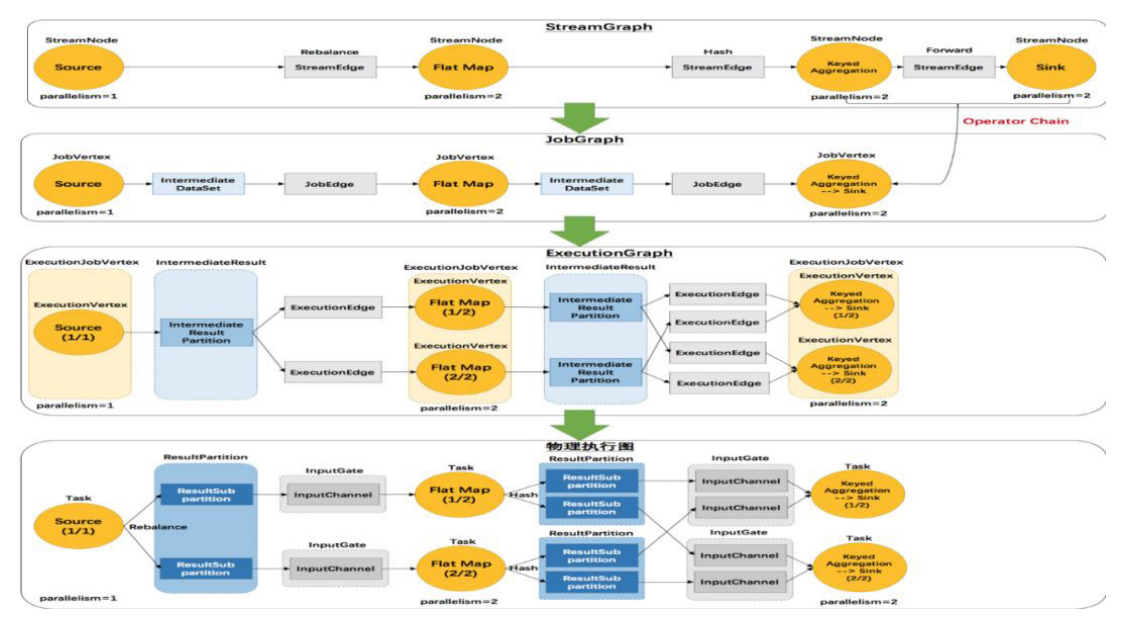 StreamGraph
StreamNode
Source
parallelism=1
Rebalance
StreamEdge
StreamNode
Flat Map
parallelism=2
Hash
StreamEdge
StreamNode
Keyed
Aggregation
parallelism=2
Forward
StreamEdge
StreamNode
Sink
parallelism=2
Operator Chain
JobGraph
JobVertex
Source
parallelism=1
Intermediate
DataSet
JobEdge
JobVertex
Flat Map
parallelism=2
Intermediate
DataSet
JobEdge
JobVertex
Keyed
Aggregation
--> Sink
parallelism=2
ExecutionGraph
ExecutionJobVertex
ExecutionVertex
Source
(1/1)
parallelism=1
IntermediateResult
Intermediate
Result
Partition
ExecutionEdge
ExecutionEdge
ExecutionJobVertex
ExecutionVertex
Flat Map
(1/2)
ExecutionVertex
Flat Map
(2/2)
parallelism=2
IntermediateResult
Intermediate
Result
Partition
Intermediate
Result
Partition
ExecutionEdge
ExecutionEdge
ExecutionEdge
ExecutionEdge
ExecutionJobVertex
ExecutionVertex
Keyed
Aggregation
--> Sink
(1/2)
ExecutionVertex
Keyed
Aggregation
--> Sink
(2/2)
parallelism=2
物理执行图
Task
Source
(1/1)
parallelism=1
Rebalance
ResultPartition
ResultSub
partition
ResultSub
partition
InputGate
InputChannel
InputGate
InputChannel
Task
Flat Map
(1/2)
Hash
Task
Flat Map
(2/2)
Hash
parallelism=2
ResultPartition
ResultSub
partition
ResultSub
partition
ResultPartition
ResultSub
partition
ResultSub
partition
InputGate
InputChannel
InputChannel
InputGate
InputChannel
InputChannel
Task
Keyed
Aggregation
--> Sink
(1/2)
Task
Keyed
Aggregation
--> Sink
(2/2)
parallelism=2